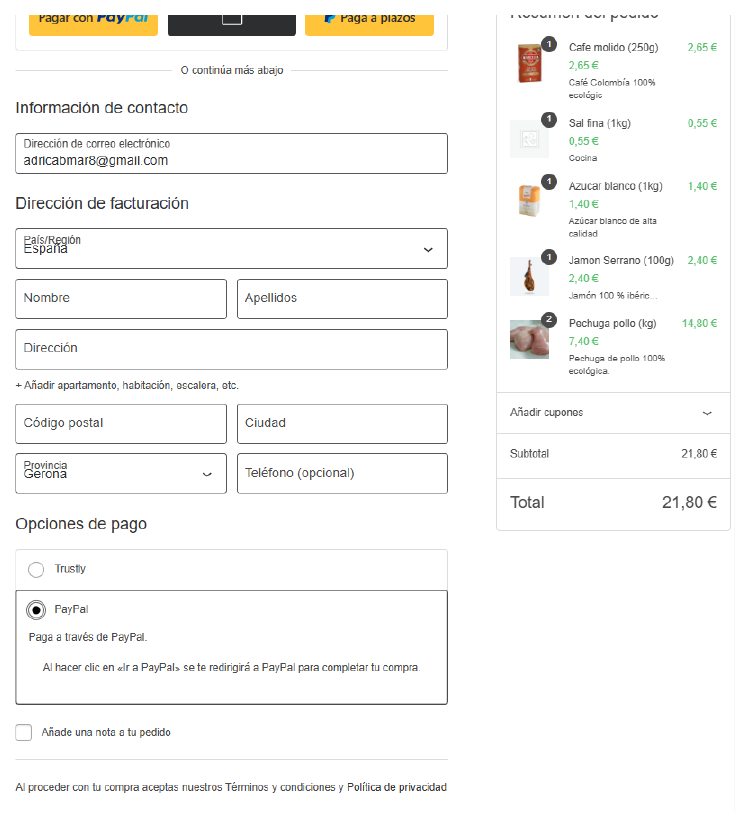 Pagar con PayPal
Paga a plazos
O continúa más abajo
Información de contacto
Dirección de correo electrónico
adricabmar8@gmail.com
Dirección de facturación
País/Región
España
Nombre
Apellidos
Dirección
+ Añadir apartamento, habitación, escalera, etc.
Código postal
Ciudad
Provincia
Gerona
Teléfono (opcional)
Opciones de pago
Trustly
PayPal
Paga a través de PayPal.
Al hacer clic en «Ir a PayPal» se te redirigirá a PayPal para completar tu compra.
Añade una nota a tu pedido
Al proceder con tu compra aceptas nuestros Términos y condiciones y Política de privacidad
Resumen del pedido
1
Cafe molido (250g)
2,65 €
2,65 €
Café Colombía 100%
ecológic
1
Sal fina (1kg)
0,55 €
0,55 €
Cocina
1
Azucar blanco (1kg)
1,40 €
1,40 €
Azúcar blanco de alta
calidad
1
Jamon Serrano (100g)
2,40 €
2,40 €
Jamón 100 % ibéric...
2
Pechuga pollo (kg)
14,80 €
7,40 €
Pechuga de pollo 100%
ecológica.
Añadir cupones
Subtotal
21,80 €
Total
21,80 €